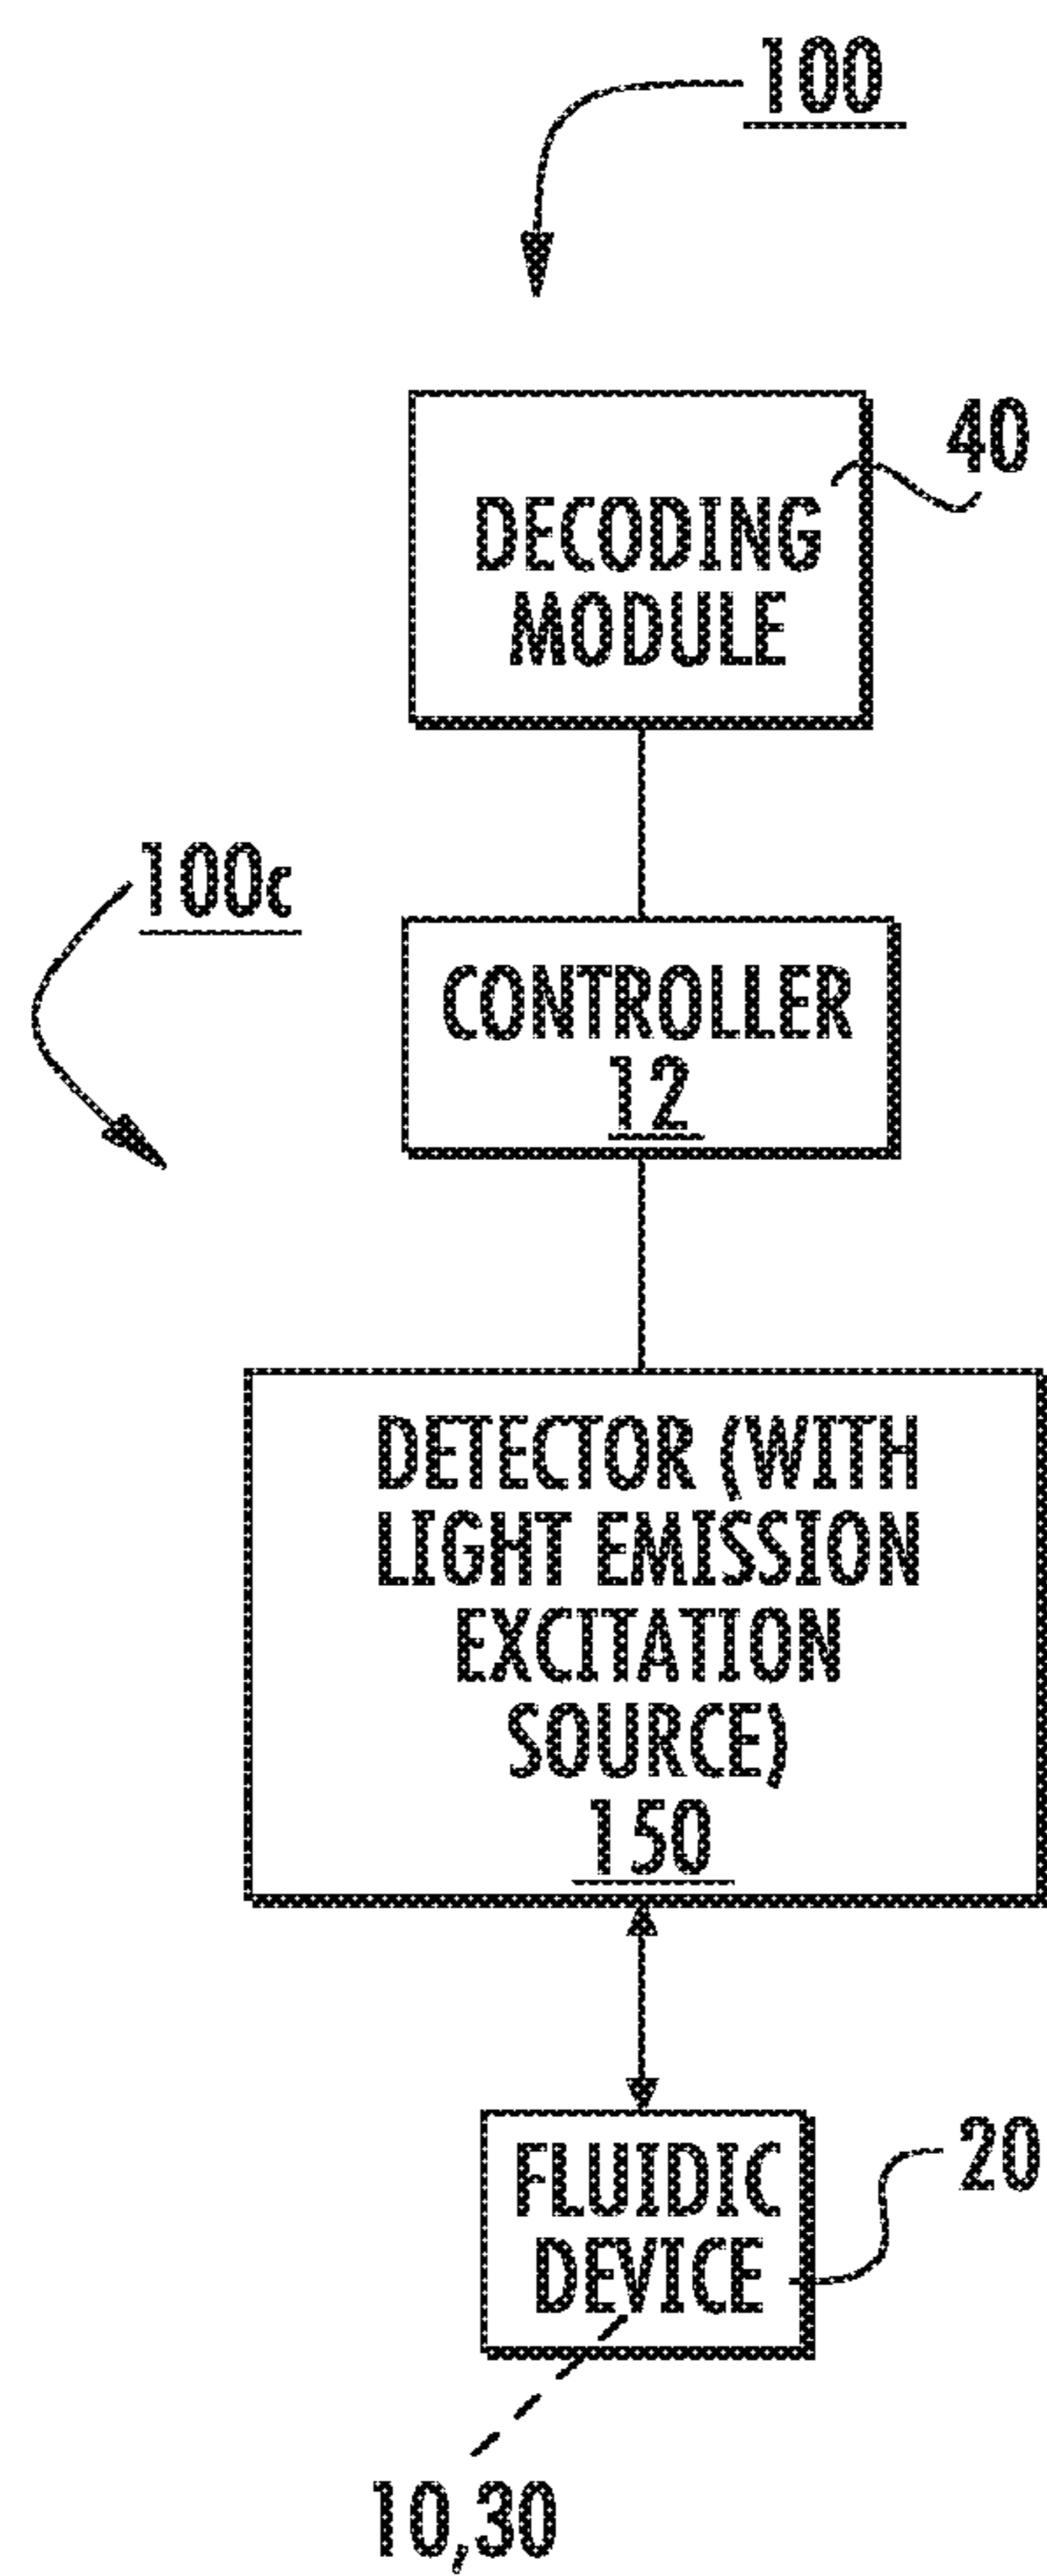 100
40
DECODING
MODULE
100c
CONTROLLER
12
DETECTOR (WITH
LIGHT EMISSION
EXCITATION
SOURCE)
150
FLUIDIC
DEVICE
20
10,30